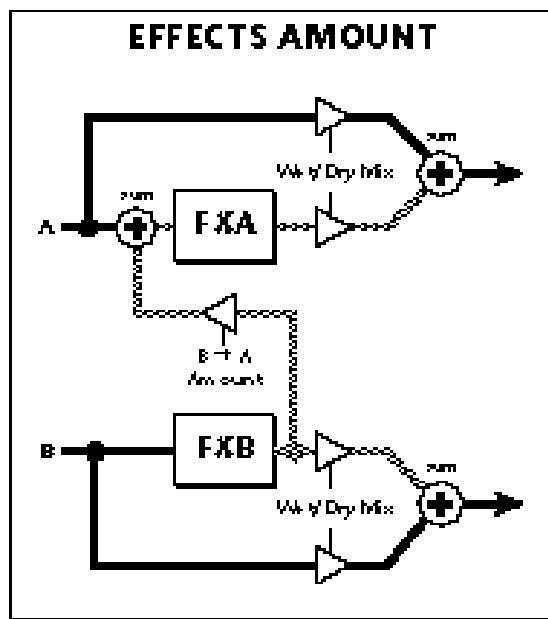 EFFECTS AMOUNT
sum
Wet/Dry Mix
sum
A
FXA
B → A
Amount
B
FXB
sum
Wet/Dry Mix